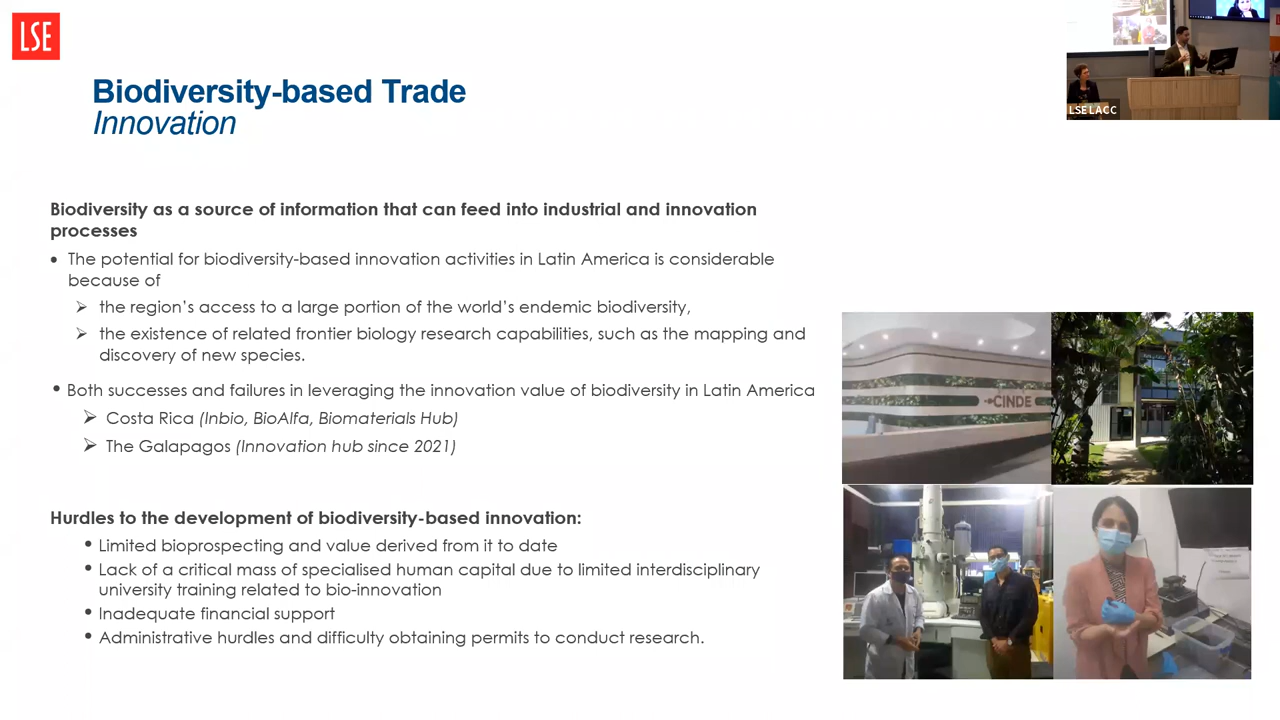 LSE
LSE LACC
Biodiversity-based Trade
Innovation
Biodiversity as a source of information that can feed into industrial and innovation
processes
• The potential for biodiversity-based innovation activities in Latin America is considerable
because of
➢ the region's access to a large portion of the world's endemic biodiversity,
➢ the existence of related frontier biology research capabilities, such as the mapping and
discovery of new species.
• Both successes and failures in leveraging the innovation value of biodiversity in Latin America
➢ Costa Rica (Inbio, BioAlfa, Biomaterials Hub)
➢ The Galapagos (Innovation hub since 2021)
CINDE
Hurdles to the development of biodiversity-based innovation:
• Limited bioprospecting and value derived from it to date
• Lack of a critical mass of specialised human capital due to limited interdisciplinary
university training related to bio-innovation
• Inadequate financial support
• Administrative hurdles and difficulty obtaining permits to conduct research.